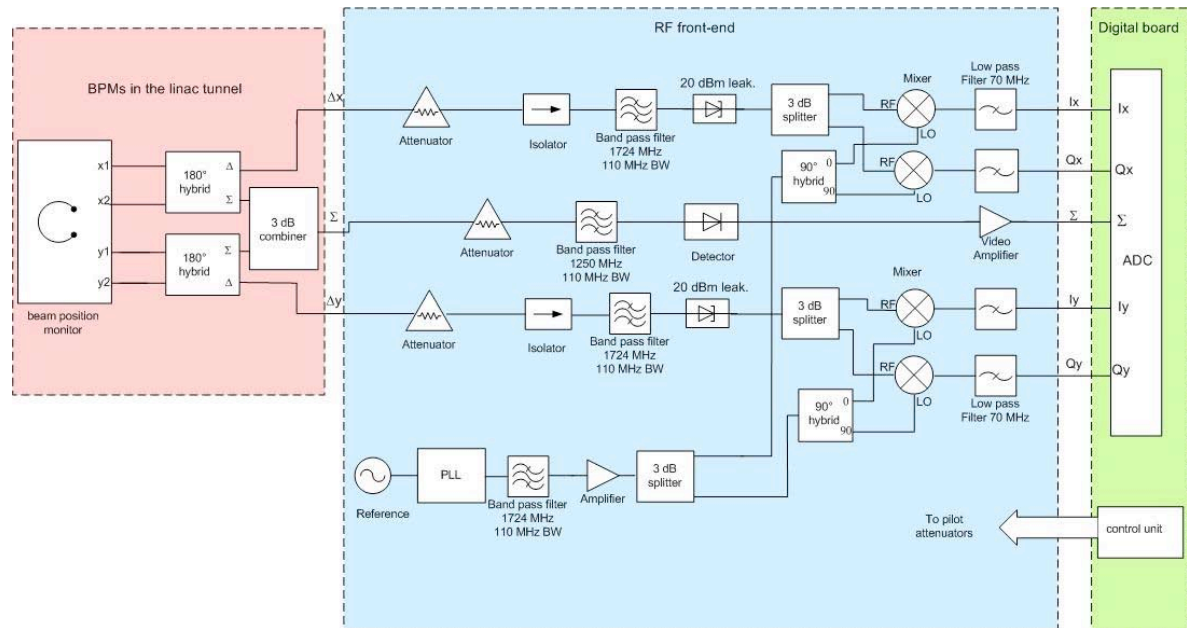 RF front-end
Digital board
BPMs in the linac tunnel
Δx
Attenuator
Isolator
Band pass filter
1724 MHz
110 MHz BW
20 dBm leak.
3 dB
splitter
RF
Mixer
LO
Low pass
Filter 70 MHz
Ix
Ix
x1
x2
y1
y2
180°
hybrid
Δ
Σ
3 dB
combiner
180°
hybrid
Σ
Δ
beam position
monitor
90°
hybrid
0
90
RF
LO
Qx
Qx
Σ
Attenuator
Band pass filter
1250 MHz
110 MHz BW
Detector
Video
Amplifier
Σ
Σ
ADC
Δy
Attenuator
Isolator
Band pass filter
1724 MHz
110 MHz BW
20 dBm leak.
3 dB
splitter
Mixer
RF
LO
Iy
Iy
RF
LO
Low pass
Filter 70 MHz
Qy
Qy
90°
hybrid
0
90
Reference
PLL
Band pass filter
1724 MHz
110 MHz BW
Amplifier
3 dB
splitter
To pilot
attenuators
control unit